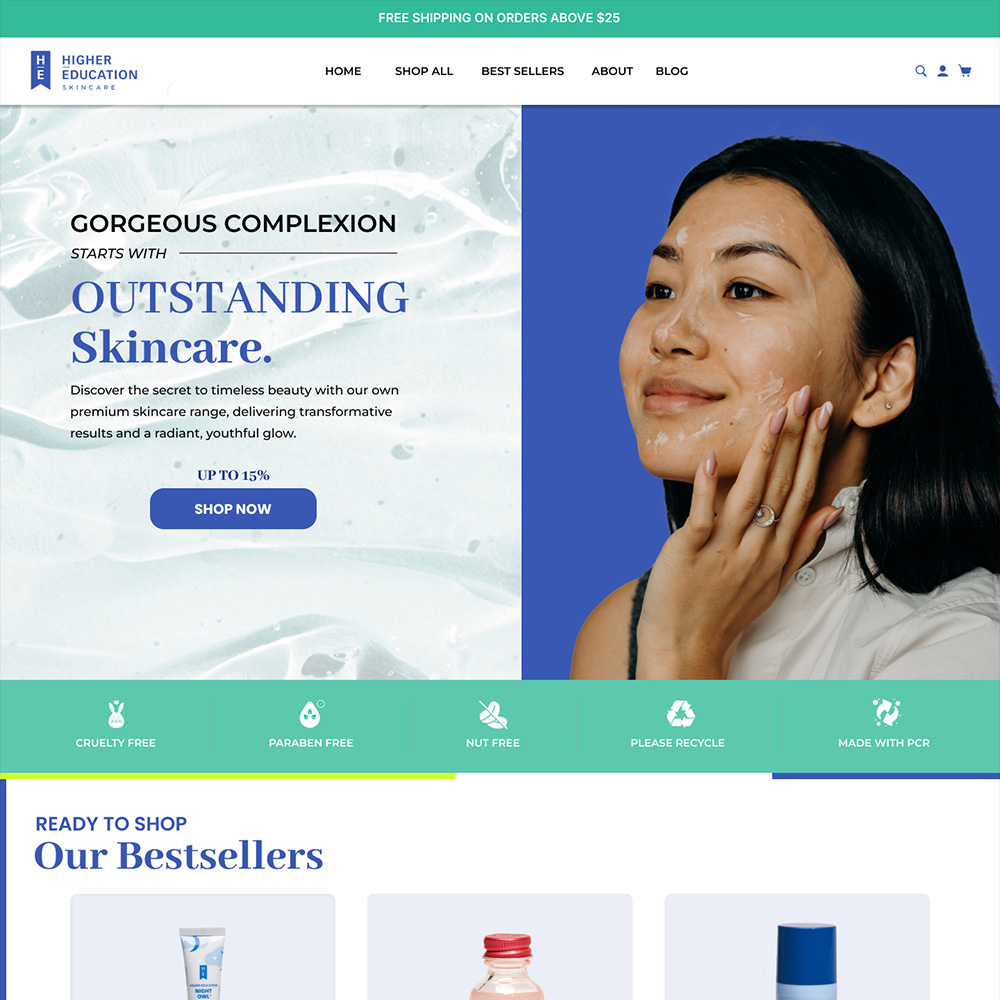 FREE SHIPPING ON ORDERS ABOVE $25
H E
HIGHER
EDUCATION
SKINCARE
HOME SHOP ALL BEST SELLERS ABOUT BLOG
GORGEOUS COMPLEXION
STARTS WITH
OUTSTANDING
Skincare.
Discover the secret to timeless beauty with our own
premium skincare range, delivering transformative
results and a radiant, youthful glow.
UP TO 15%
SHOP NOW
CRUELTY FREE PARABEN FREE NUT FREE PLEASE RECYCLE MADE WITH PCR
READY TO SHOP
Our Bestsellers
H E
HIGHER EDUCATION
NIGHT
OWL